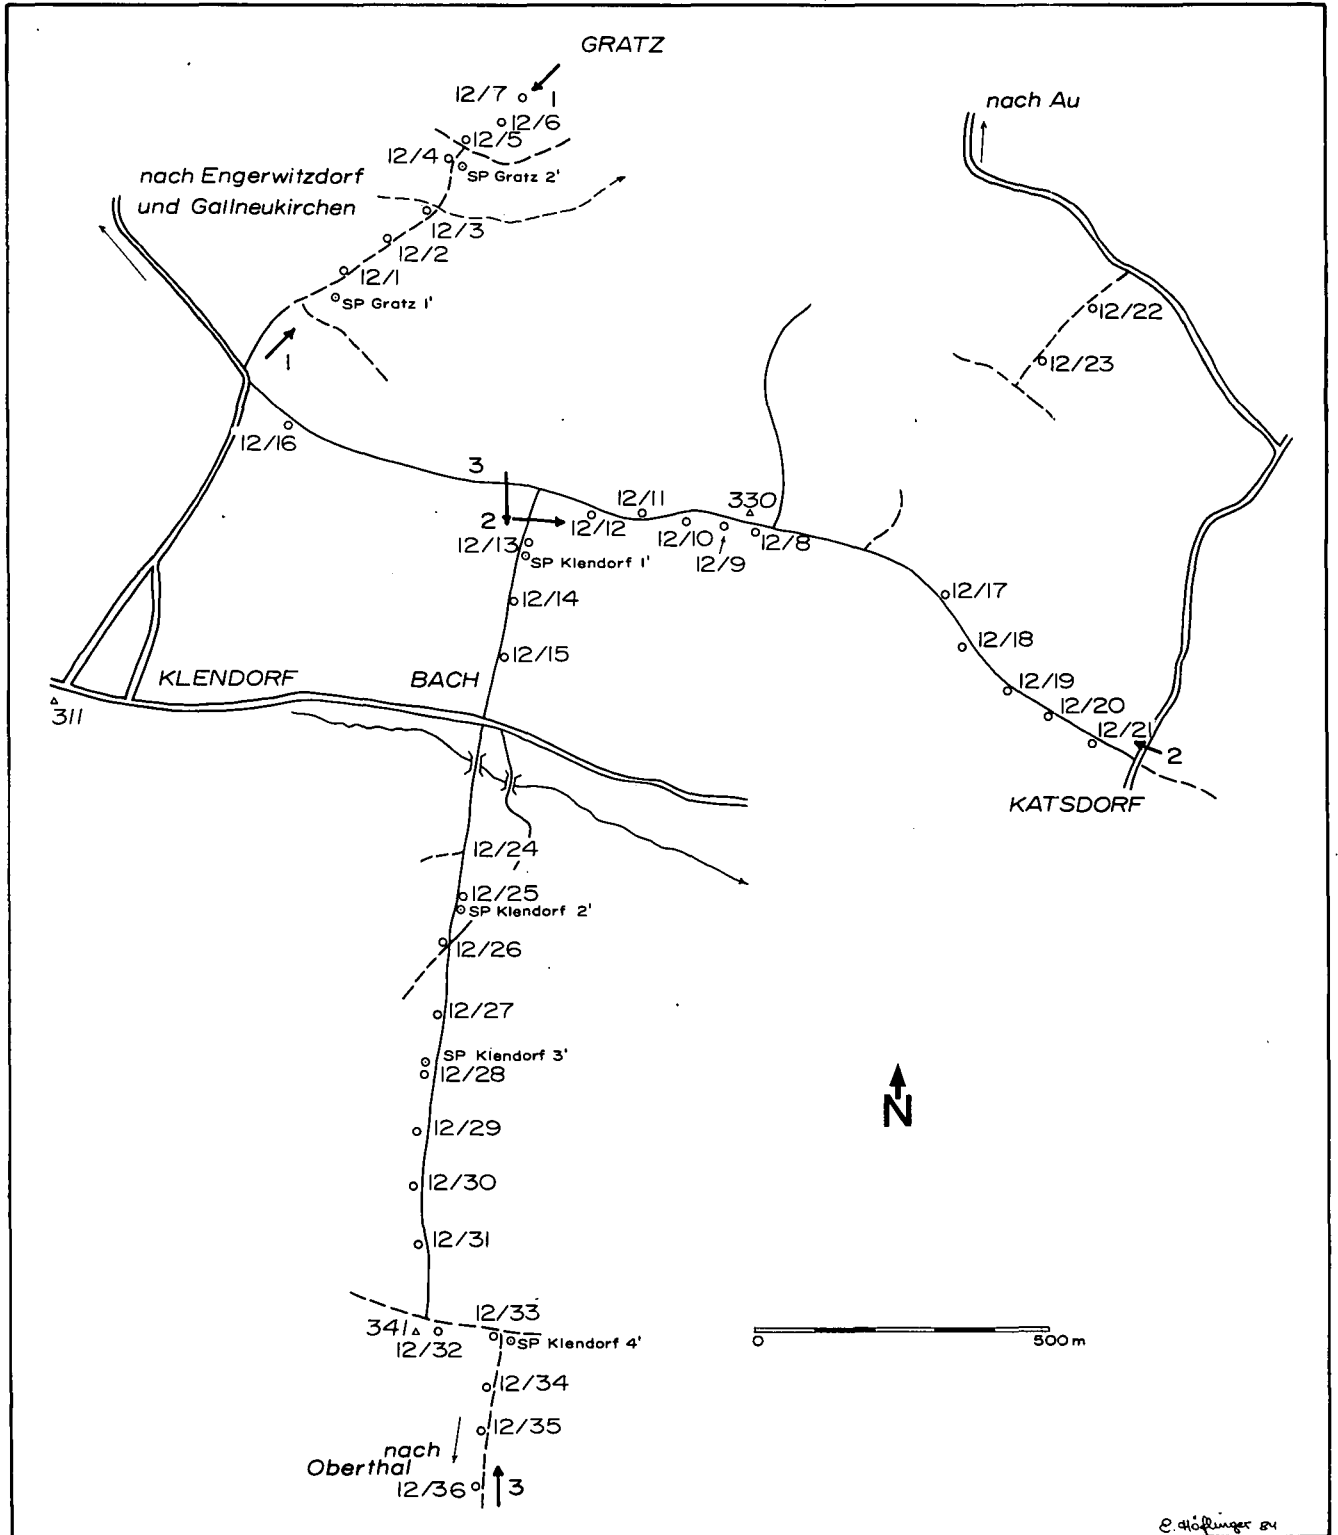 GRATZ
12/7
1
12/6
12/5
12/4
SP Gratz 2'
nach Au
nach Engerwitzdorf
und Gallneukirchen
12/3
12/2
12/1
SP Gratz 1'
1
12/22
12/23
12/16
3
12/11
330
2
12/12
12/10
12/8
12/13
12/9
SP Klendorf 1'
12/14
12/17
12/18
12/15
KLENDORF
BACH
12/19
12/20
12/21
311
2
KATSDORF
12/24
12/25
SP Klendorf 2'
12/26
12/27
SP Klendorf 3'
12/28
N
12/29
12/30
12/31
341
12/33
12/32
SP Klendorf 4'
0
500 m
12/34
12/35
nach
Oberthal
12/36
3
E. Höflinger 84